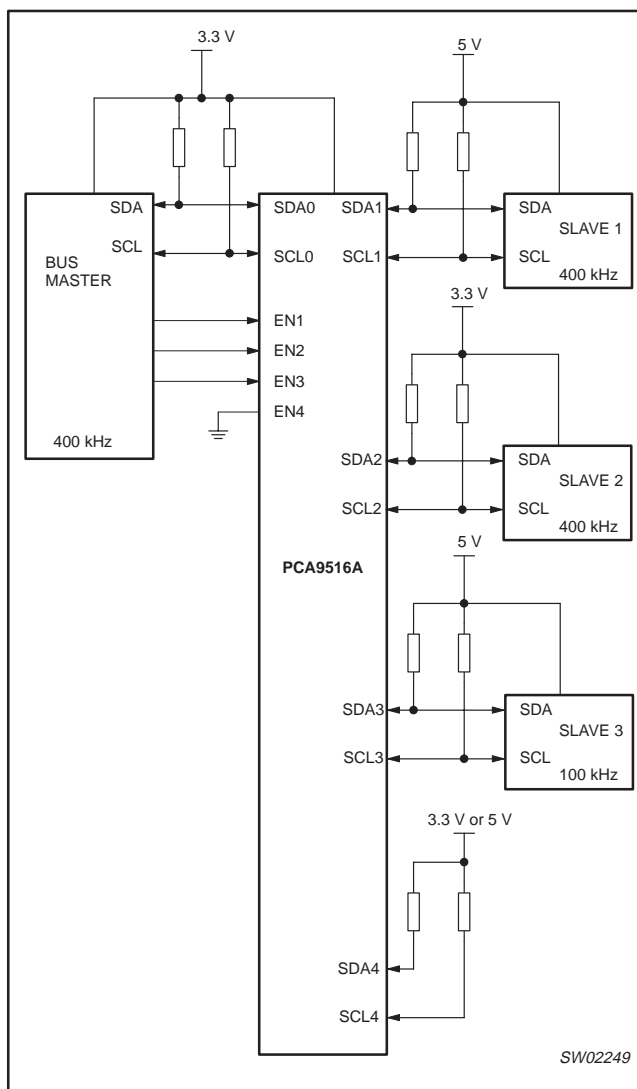 3.3 V
5 V
SDA
SCL
BUS
MASTER
400 kHz
SDA0
SCL0
EN1
EN2
EN3
EN4
PCA9516A
SDA1
SCL1
SDA
SLAVE 1
SCL
400 kHz
3.3 V
SDA2
SCL2
SDA
SLAVE 2
SCL
400 kHz
5 V
SDA3
SCL3
SDA
SLAVE 3
SCL
100 kHz
3.3 V or 5 V
SDA4
SCL4
SW02249